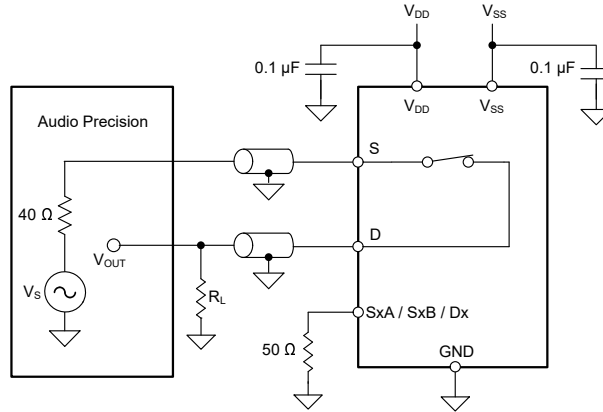 VDD
VSS
0.1 µF
0.1 µF
VDD
VSS
Audio Precision
S
40 Ω
D
VOUT
VS
RL
SxA / SxB / Dx
50 Ω
GND